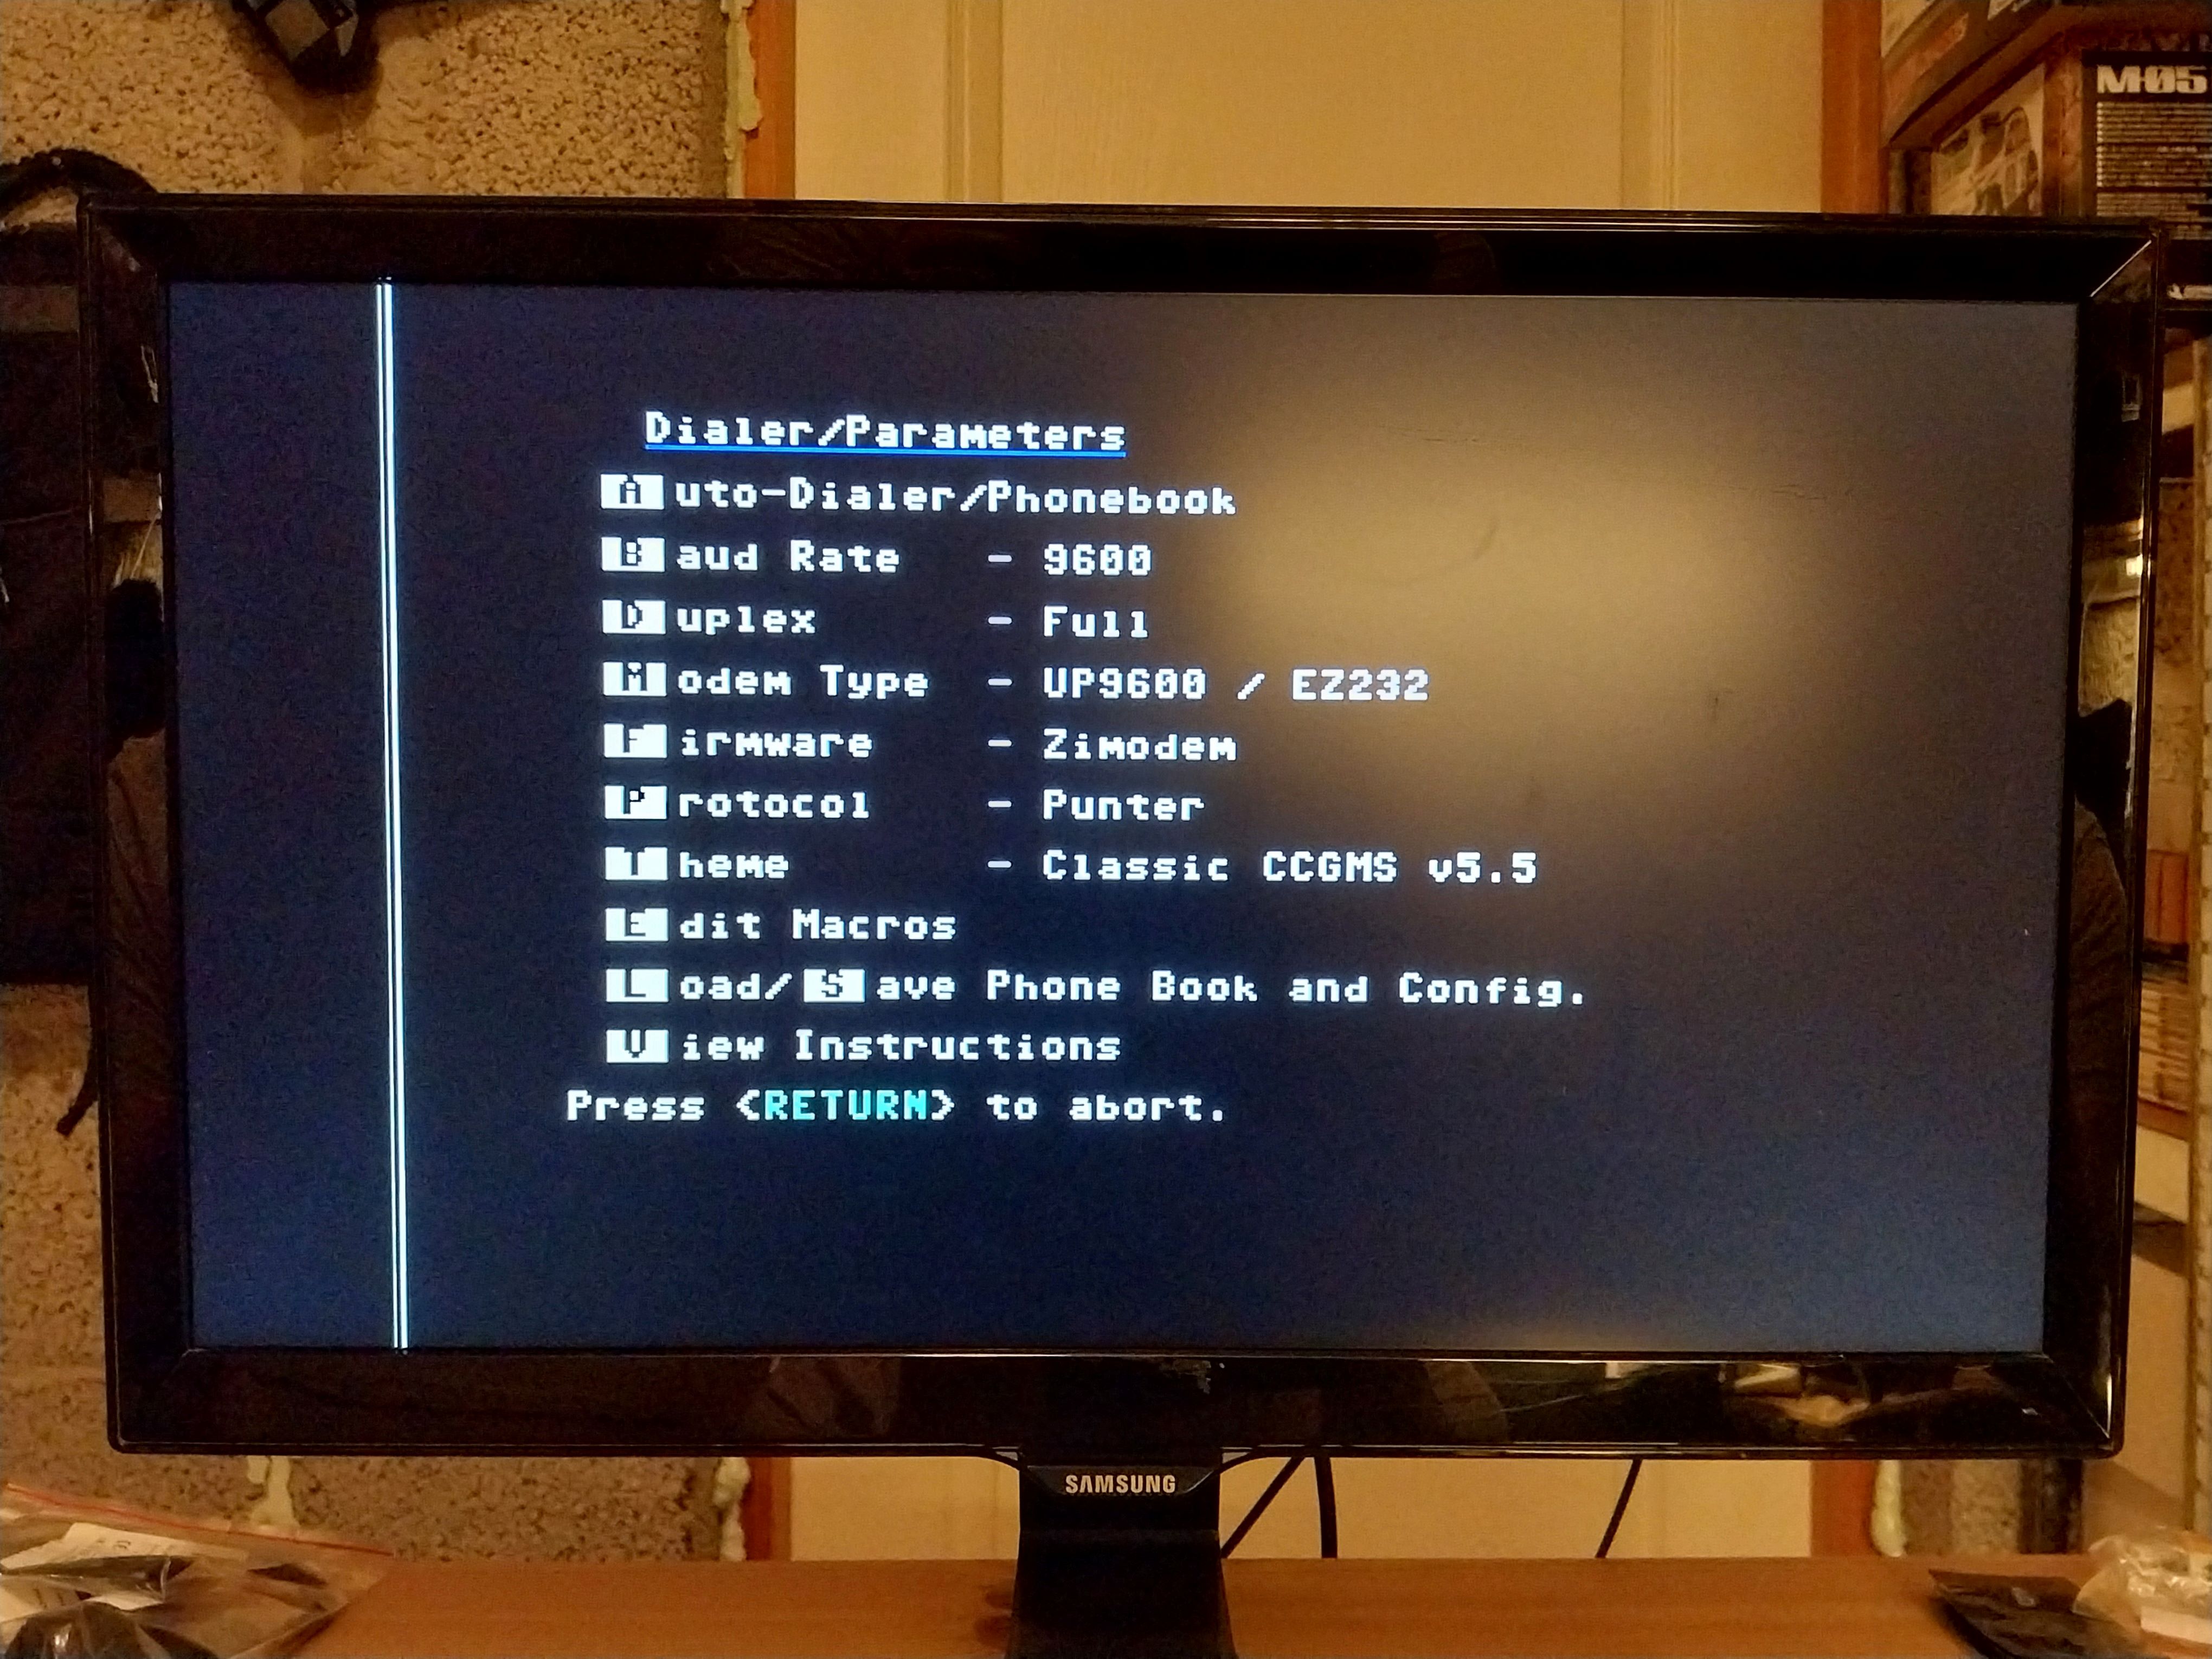 M-05
Dialer/Parameters
Auto-Dialer/Phonebook
Baud Rate - 9600
Duplex - Full
Modem Type - UP9600 / EZ232
Firmware - Zimodem
Protocol - Punter
Theme - Classic CCGMS v5.5
Edit Macros
Load/Save Phone Book and Config.
View Instructions
Press <RETURN> to abort.
SAMSUNG